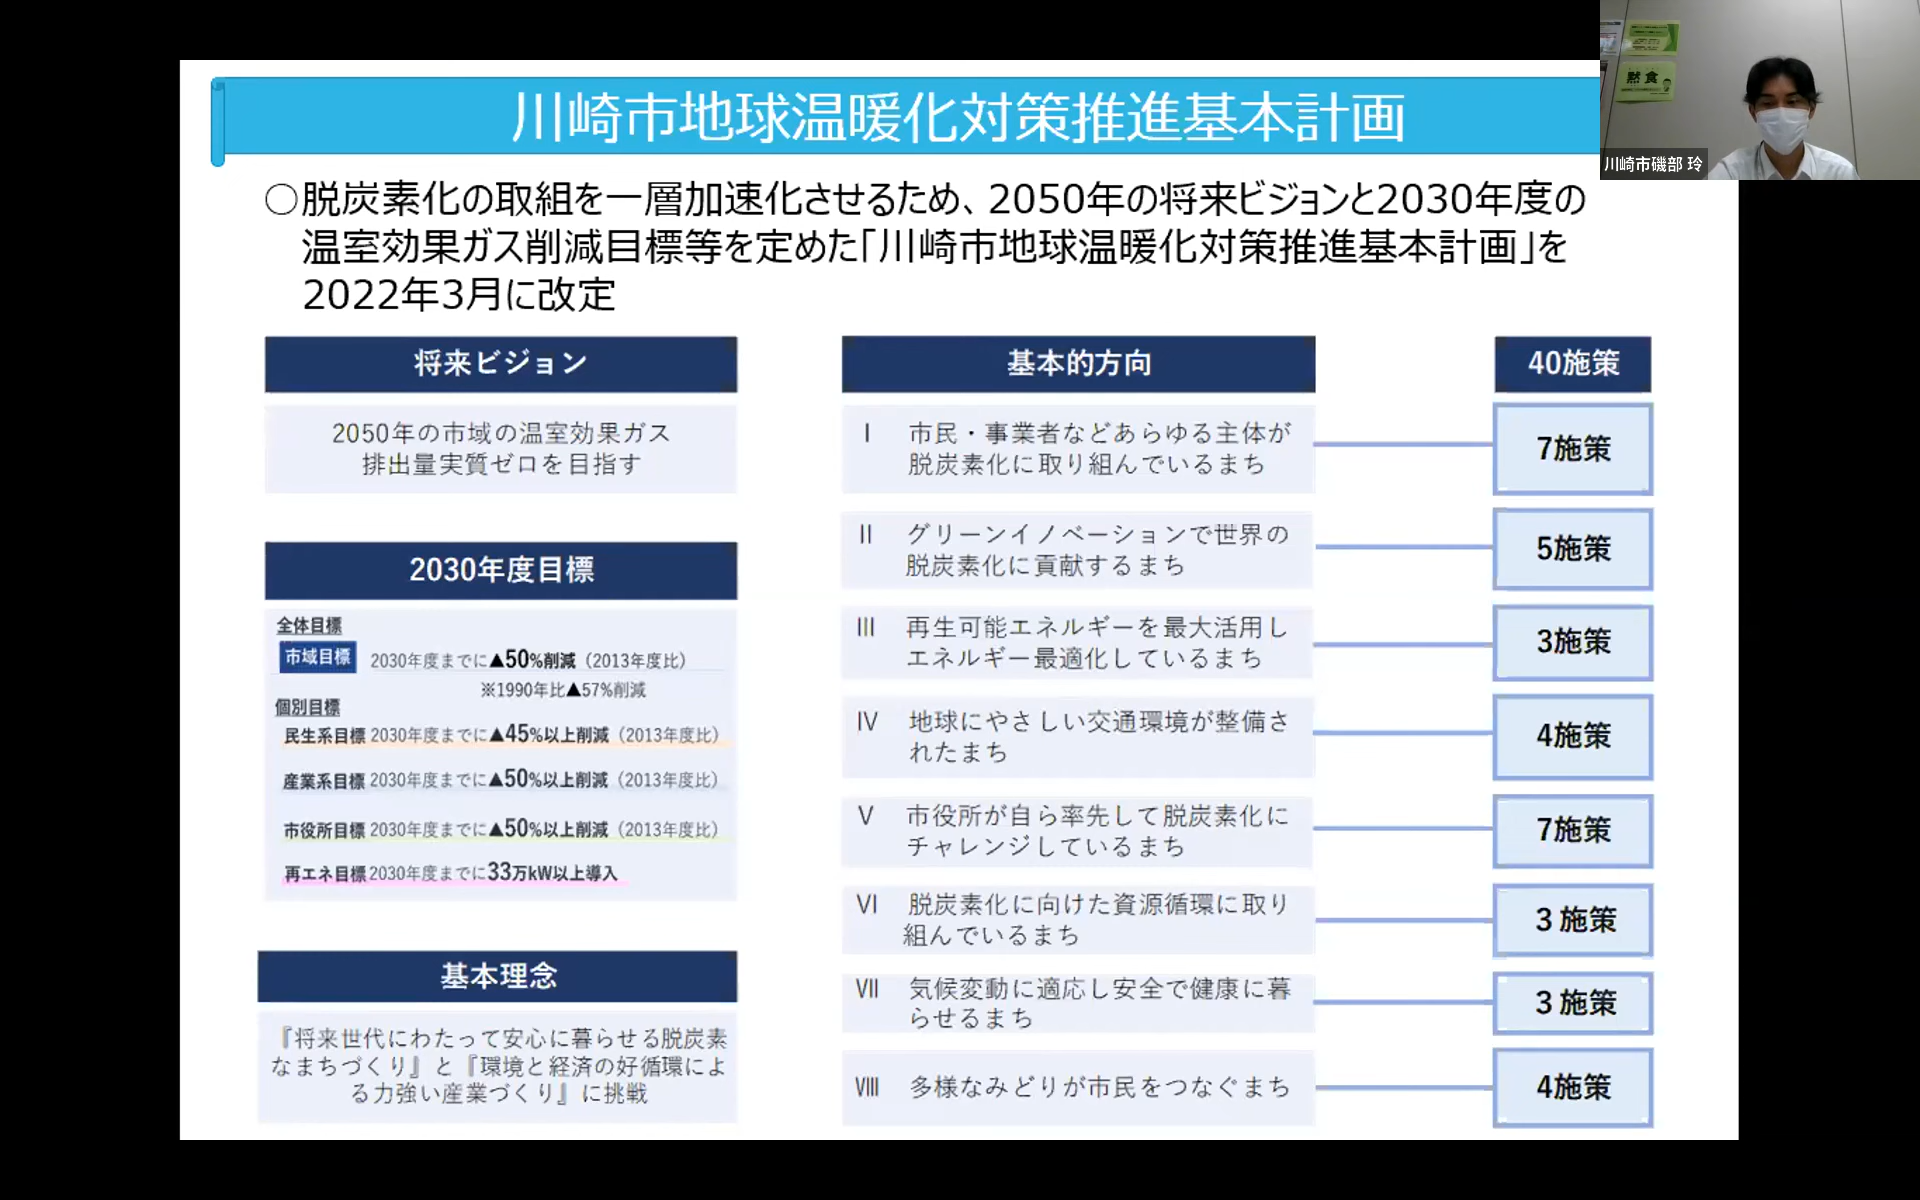 川崎市地球温暖化対策推進基本計画
黙食
川崎市磯部 玲
○脱炭素化の取組を一層加速化させるため、2050年の将来ビジョンと2030年度の
温室効果ガス削減目標等を定めた「川崎市地球温暖化対策推進基本計画」を
2022年3月に改定
将来ビジョン
2050年の市域の温室効果ガス
排出量実質ゼロを目指す
2030年度目標
全体目標
市域目標 2030年度までに▲50%削減（2013年度比）
※1990年比▲57%削減
個別目標
民生系目標 2030年度までに▲45%以上削減（2013年度比）
産業系目標 2030年度までに▲50%以上削減（2013年度比）
市役所目標 2030年度までに▲50%以上削減（2013年度比）
再エネ目標 2030年度までに33万kW以上導入
基本理念
『将来世代にわたって安心に暮らせる脱炭素
なまちづくり』と『環境と経済の好循環によ
る力強い産業づくり』に挑戦
基本的方向
40施策
Ⅰ 市民・事業者などあらゆる主体が
脱炭素化に取り組んでいるまち
7施策
Ⅱ グリーンイノベーションで世界の
脱炭素化に貢献するまち
5施策
Ⅲ 再生可能エネルギーを最大活用し
エネルギー最適化しているまち
3施策
Ⅳ 地球にやさしい交通環境が整備さ
れたまち
4施策
Ⅴ 市役所が自ら率先して脱炭素化に
チャレンジしているまち
7施策
Ⅵ 脱炭素化に向けた資源循環に取り
組んでいるまち
３施策
Ⅶ 気候変動に適応し安全で健康に暮
らせるまち
３施策
Ⅷ 多様なみどりが市民をつなぐまち
4施策